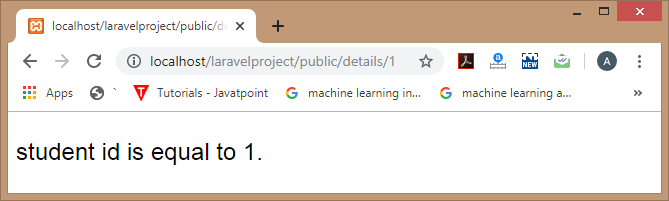 localhost/laravelproject/public/de
localhost/laravelproject/public/details/1
NEW
A
Apps ` Tutorials - Javatpoint machine learning in... machine learning a... »
student id is equal to 1.